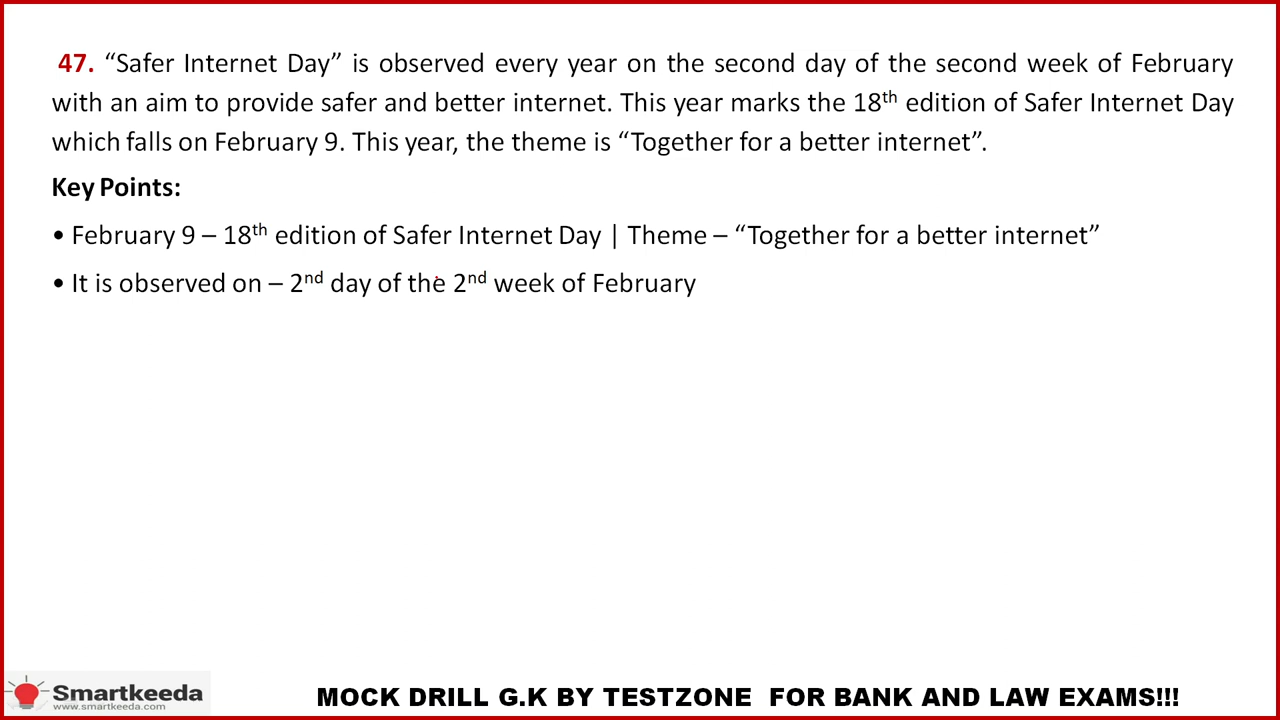 47. “Safer Internet Day” is observed every year on the second day of the second week of February
with an aim to provide safer and better internet. This year marks the 18th edition of Safer Internet Day
which falls on February 9. This year, the theme is “Together for a better internet”.
Key Points:
• February 9 – 18th edition of Safer Internet Day | Theme – “Together for a better internet”
• It is observed on – 2nd day of the 2nd week of February
Smartkeeda
www.smartkeeda.com
MOCK DRILL G.K BY TESTZONE FOR BANK AND LAW EXAMS!!!